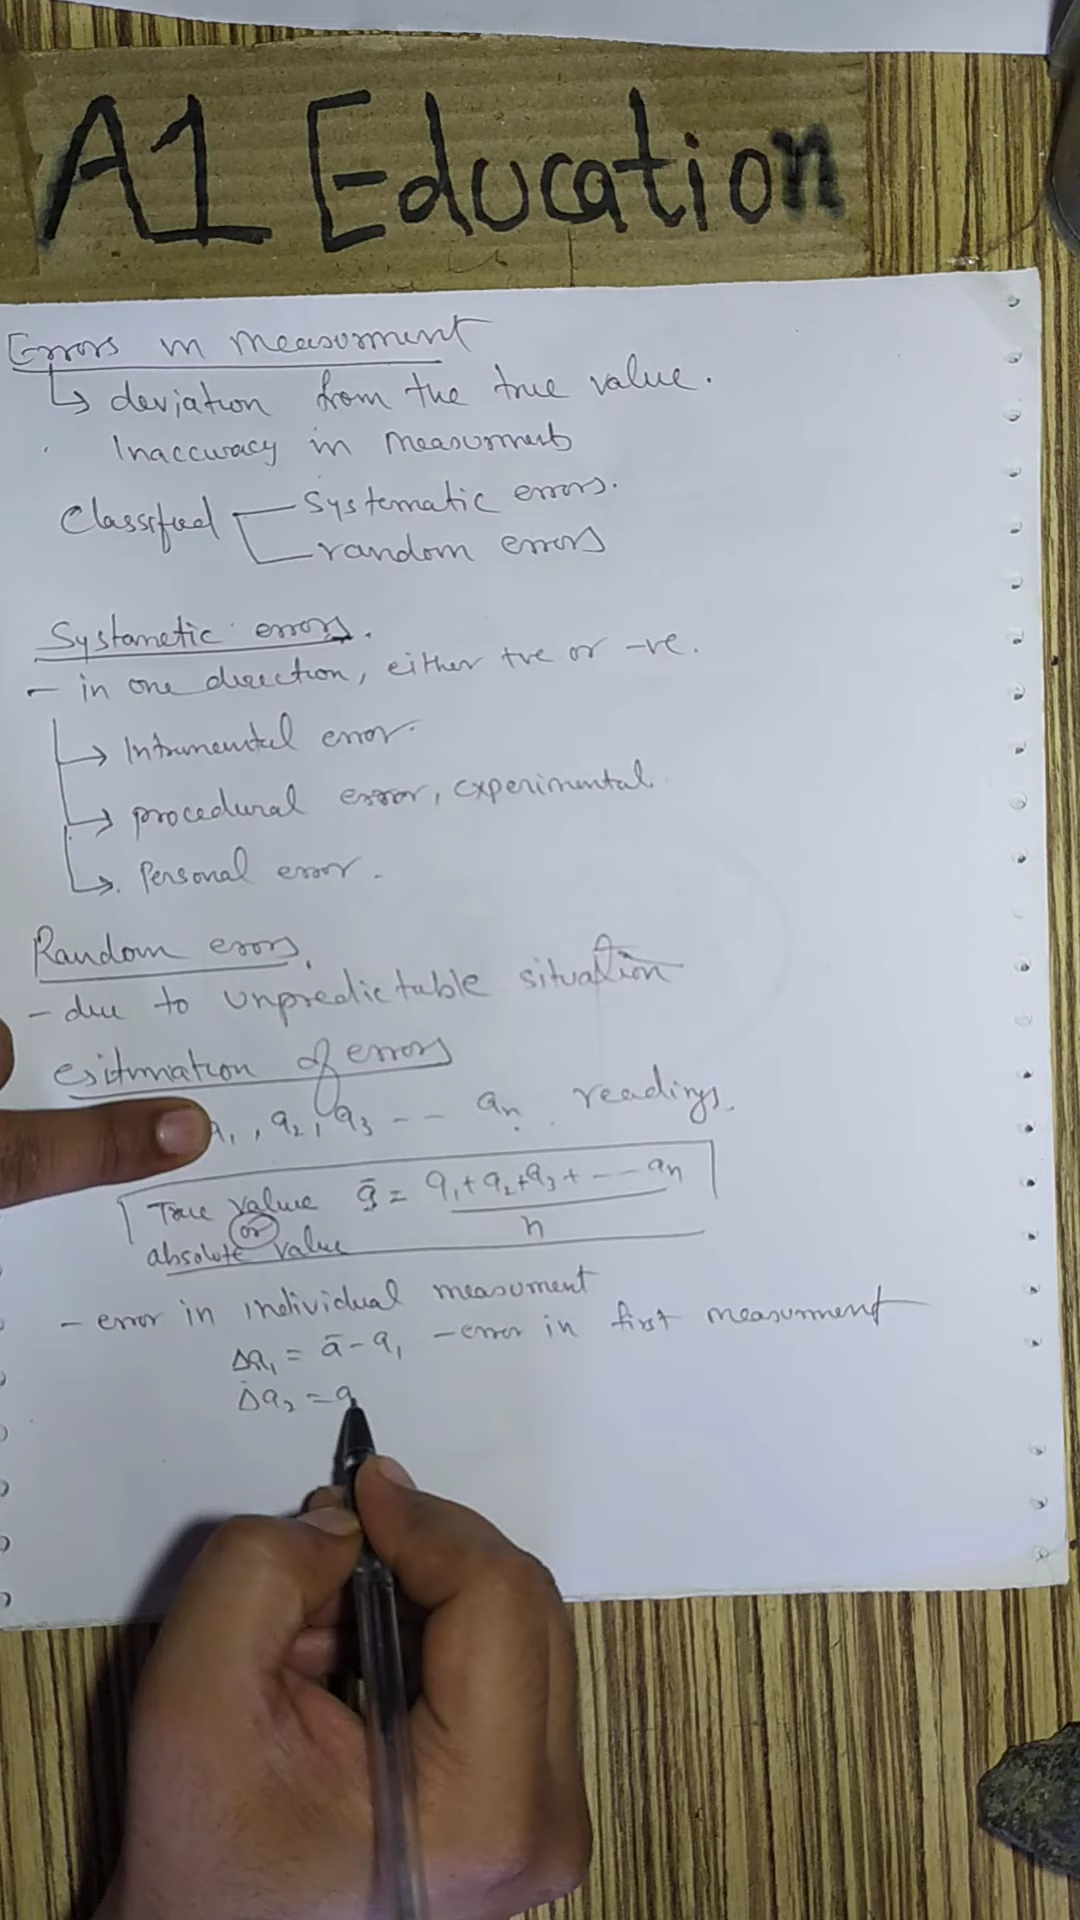 A1 Education
Errors in measurment
↳ deviation from the true value.
Inaccuracy in measurments
Classified Systematic errors.
random errors
Systametic errors.
- in one direction, either +ve or -ve.
→ Intrumental error.
→ procedural error, experimental
→ Personal error.
Random errors.
- due to unpredictable situation
esitmation of errors
a₁, a₂, a₃ -- aₙ. readings.
True value ā = a₁+a₂+a₃+---aₙ
n
or
absolute value
- error in individual measument
Δa₁ = ā - a₁ - error in first measurment
Δa₂ = a